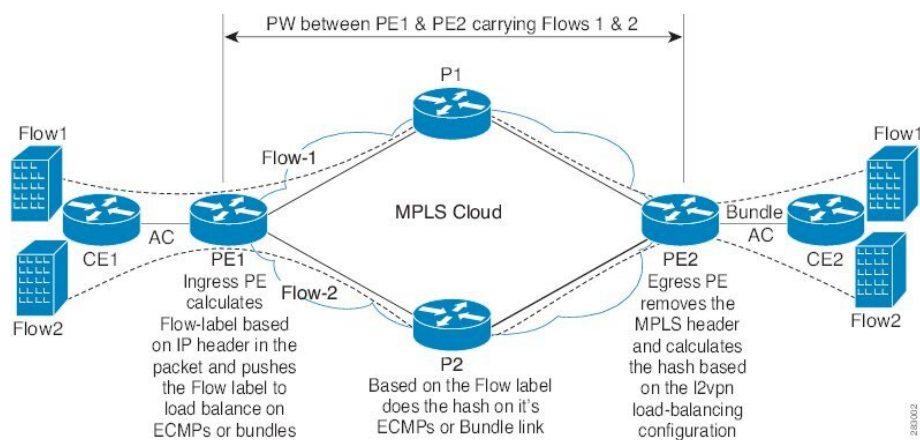 PW between PE1 & PE2 carrying Flows 1 & 2
P1
Flow1
Flow-1
Flow1
MPLS Cloud
Bundle
AC
AC
CE1
PE1
PE2
CE2
Flow2
Flow-2
Flow2
Ingress PE
calculates
Flow-label based
on IP header in the
packet and pushes
the Flow label to
load balance on
ECMPs or bundles
P2
Based on the Flow label
does the hash on it's
ECMPs or Bundle link
Egress PE
removes the
MPLS header
and calculates
the hash based
on the l2vpn
load-balancing
configuration